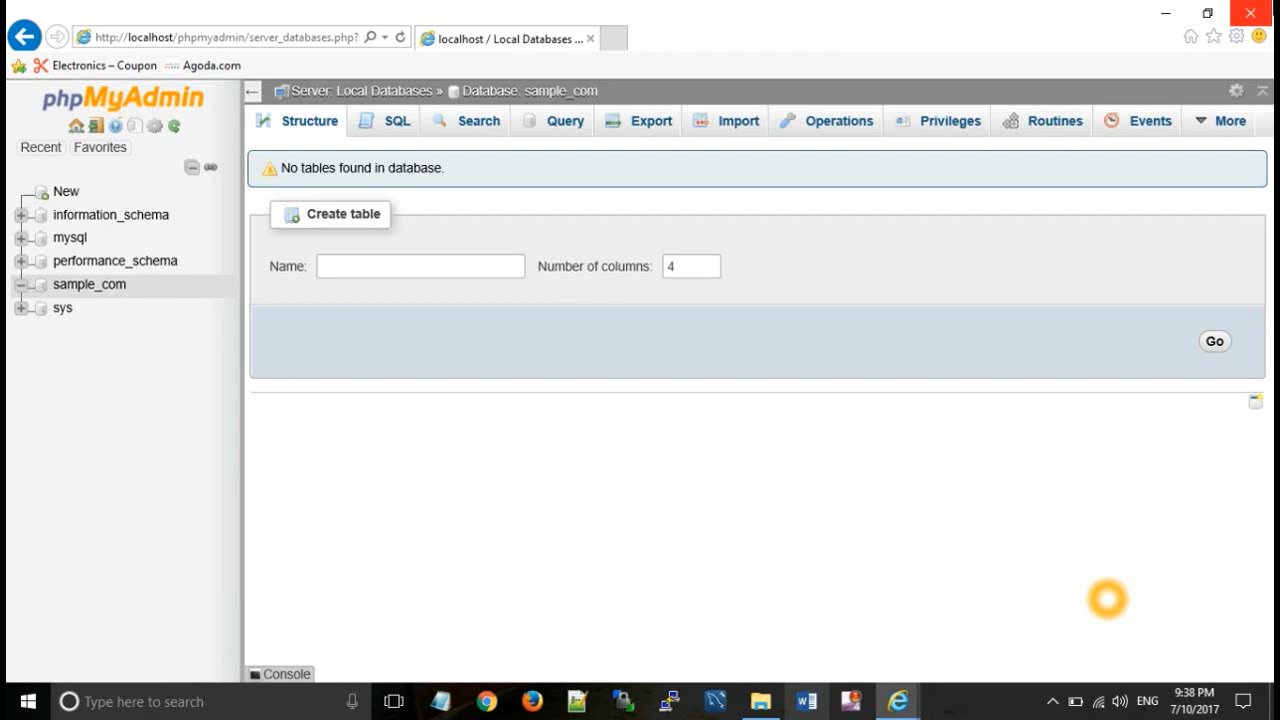 http://localhost/phpmyadmin/server_databases.php?
localhost / Local Databases ...
Electronics – Coupon
Agoda.com
phpMyAdmin
Recent
Favorites
New
information_schema
mysql
performance_schema
sample_com
sys
Server: Local Databases » Database: sample_com
Structure
SQL
Search
Query
Export
Import
Operations
Privileges
Routines
Events
More
No tables found in database.
Create table
Name:
Number of columns: 4
Go
Console
Type here to search
ENG
9:38 PM
7/10/2017